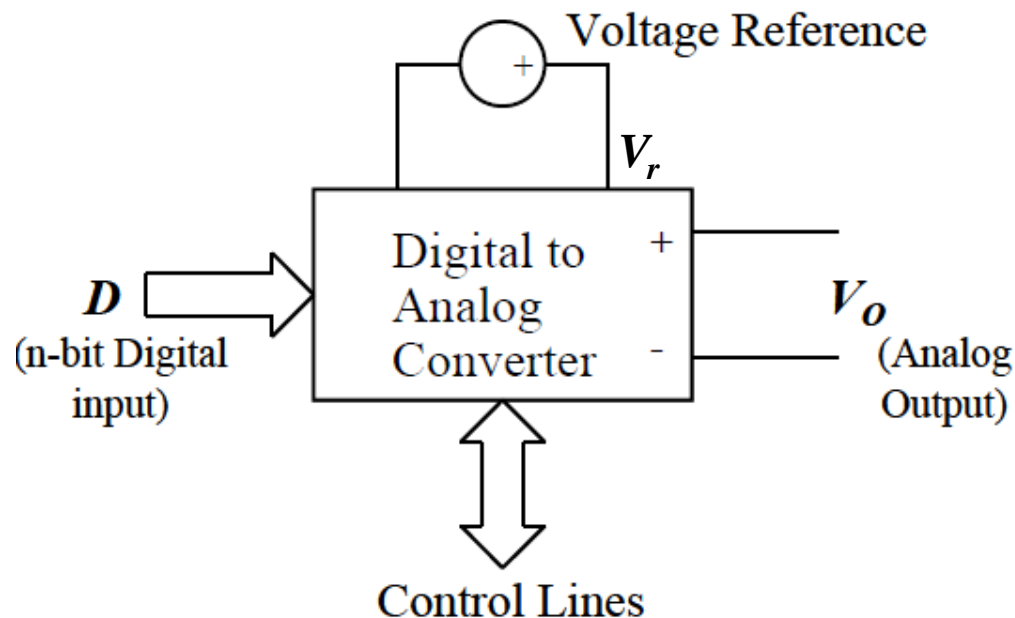 Voltage Reference
+
Vr
Digital to
Analog
Converter
+
-
D
(n-bit Digital
input)
VO
(Analog
Output)
Control Lines